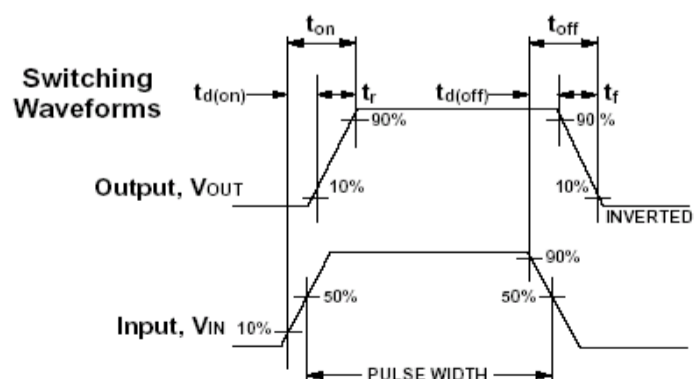 ton
toff
Switching
Waveforms
td(on)
tr
td(off)
tf
90%
90%
Output, VOUT
10%
10%
INVERTED
90%
50%
50%
Input, VIN
10%
PULSE WIDTH